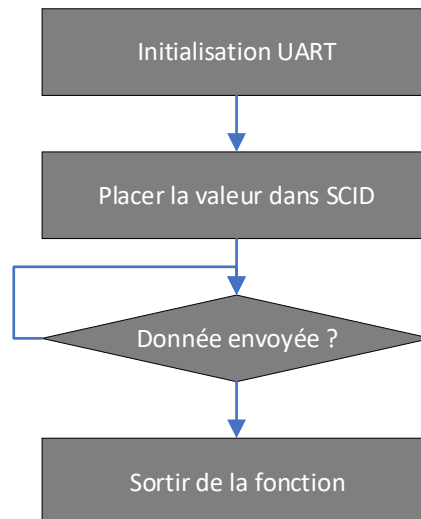 Initialisation UART
Placer la valeur dans SCID
Donnée envoyée ?
Sortir de la fonction